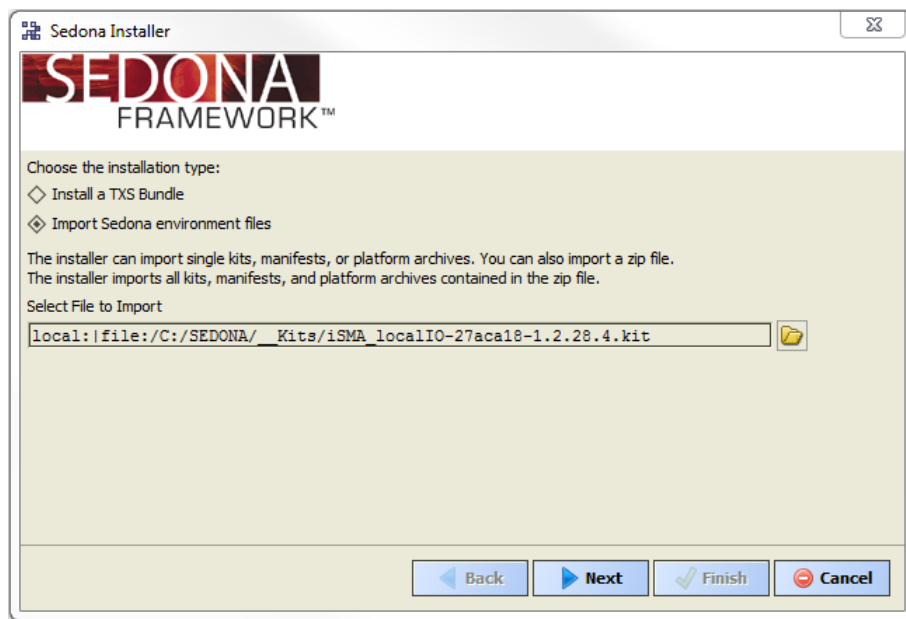 Sedona Installer
SEDONA
FRAMEWORK™
Choose the installation type:
Install a TXS Bundle
Import Sedona environment files
The installer can import single kits, manifests, or platform archives. You can also import a zip file.
The installer imports all kits, manifests, and platform archives contained in the zip file.
Select File to Import
local:|file:/C:/SEDONA/__Kits/iSMA_localIO-27aca18-1.2.28.4.kit
Back Next Finish Cancel